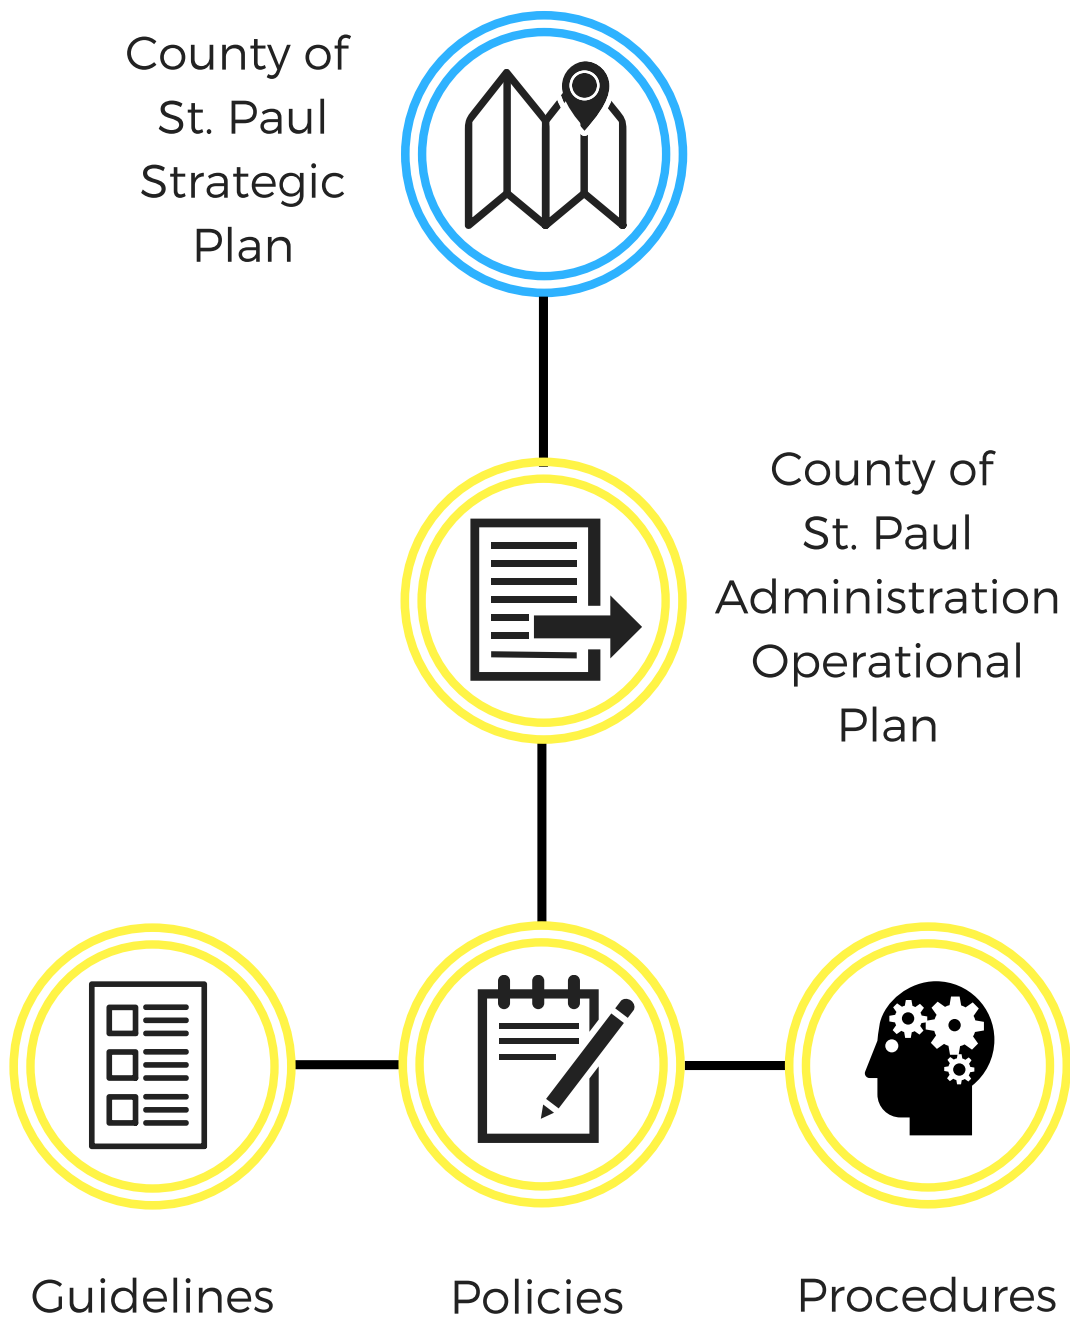 County of
St. Paul
Strategic
Plan
County of
St. Paul
Administration
Operational
Plan
Guidelines
Policies
Procedures